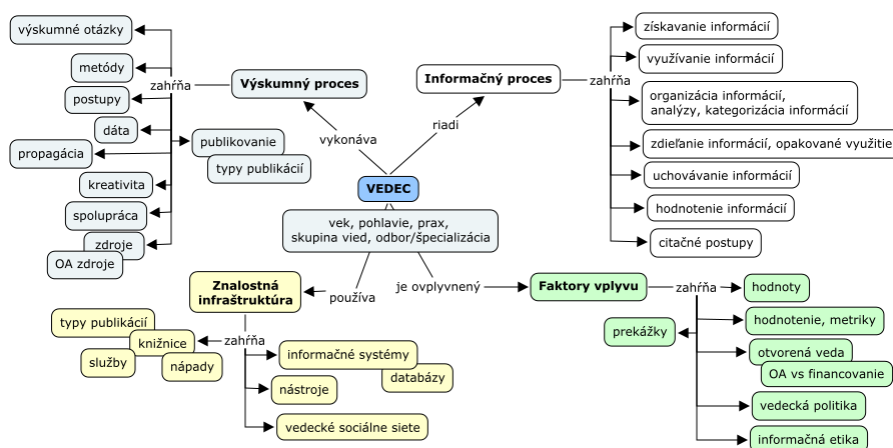 výskumné otázky
metódy
postupy
dáta
propagácia
kreativita
spolupráca
zdroje
OA zdroje
zahŕňa
Výskumný proces
publikovanie
typy publikácií
vykonáva
Informačný proces
riadi
zahŕňa
získavanie informácií
využívanie informácií
organizácia informácií,
analýzy, kategorizácia informácií
zdieľanie informácií, opakované využitie
uchovávanie informácií
hodnotenie informácií
citačné postupy
VEDEC
vek, pohlavie, prax,
skupina vied, odbor/špecializácia
používa
je ovplyvnený
Znalostná
infraštruktúra
zahŕňa
typy publikácií
knižnice
služby
nápady
informačné systémy
databázy
nástroje
vedecké sociálne siete
Faktory vplyvu
zahŕňa
prekážky
hodnoty
hodnotenie, metriky
otvorená veda
OA vs financovanie
vedecká politika
informačná etika